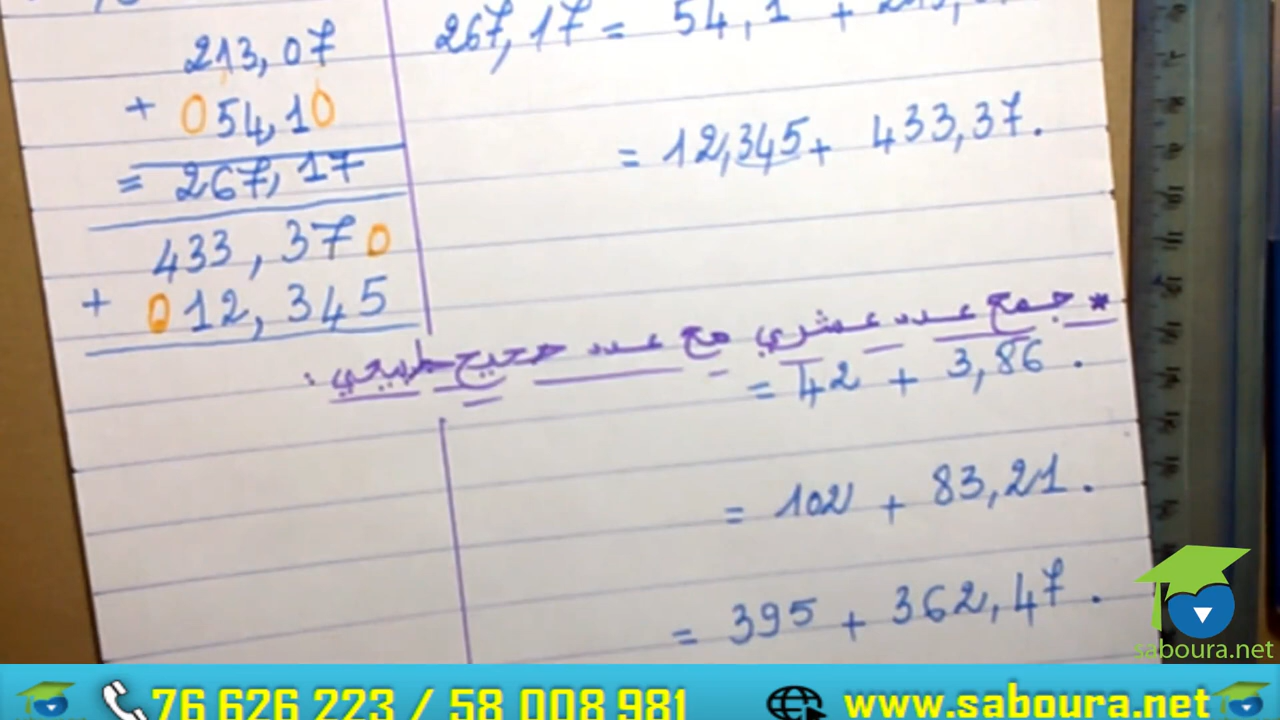 213,07
+ 054,10
= 267,17
433,370
+ 012,345
267,17 = 54,1 +
= 12,345 + 433,37.
* جمع عدد عشري مع عدد صحيح طبيعي :
= 42 + 3,86 .
= 102 + 83,21 .
= 395 + 362,47 .
saboura.net
76 626 223 / 58 008 981
www.saboura.net